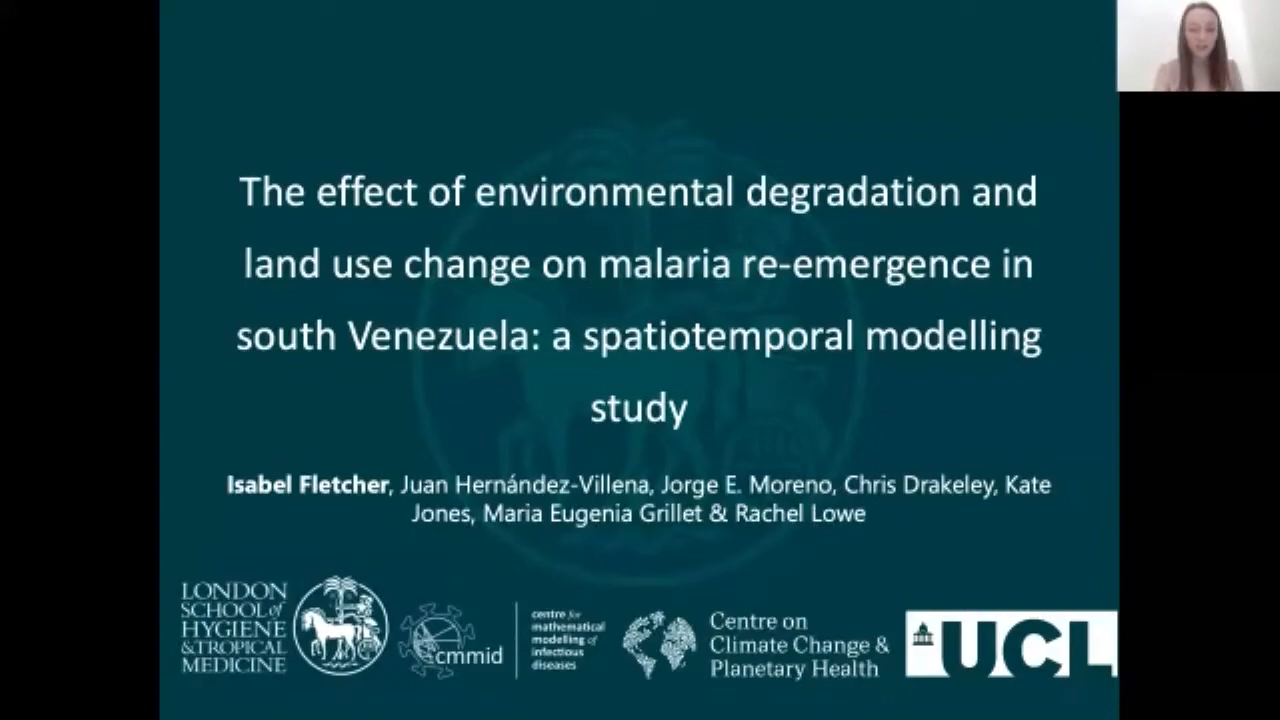 The effect of environmental degradation and
land use change on malaria re-emergence in
south Venezuela: a spatiotemporal modelling
study
Isabel Fletcher, Juan Hernández-Villena, Jorge E. Moreno, Chris Drakeley, Kate
Jones, Maria Eugenia Grillet & Rachel Lowe
LONDON
SCHOOL of
HYGIENE
& TROPICAL
MEDICINE
cmmid
centre for
mathematical
modelling of
infectious
diseases
Centre on
Climate Change &
Planetary Health
UCL